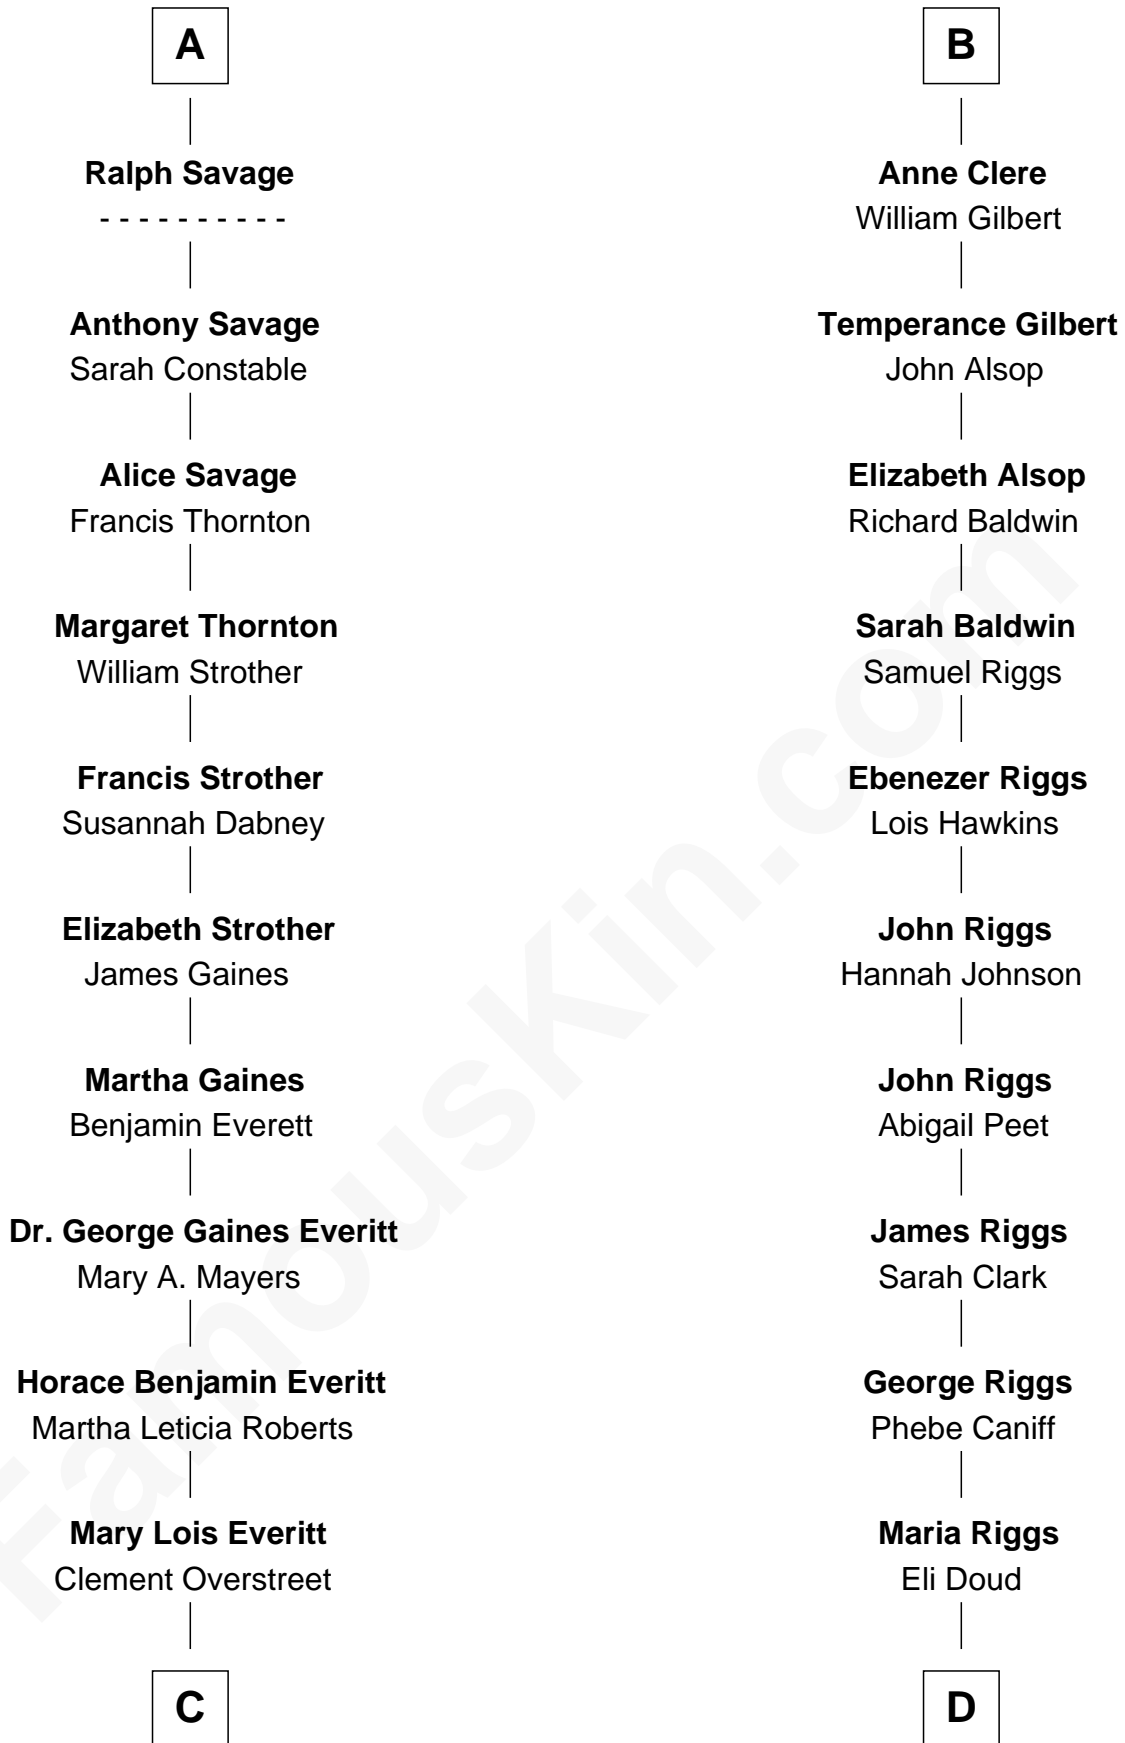 A
Ralph Savage
- - - - - - - - - -
Anthony Savage
Sarah Constable
Alice Savage
Francis Thornton
Margaret Thornton
William Strother
Francis Strother
Susannah Dabney
Elizabeth Strother
James Gaines
Martha Gaines
Benjamin Everett
Dr. George Gaines Everitt
Mary A. Mayers
Horace Benjamin Everitt
Martha Leticia Roberts
Mary Lois Everitt
Clement Overstreet
C
B
Anne Clere
William Gilbert
Temperance Gilbert
John Alsop
Elizabeth Alsop
Richard Baldwin
Sarah Baldwin
Samuel Riggs
Ebenezer Riggs
Lois Hawkins
John Riggs
Hannah Johnson
John Riggs
Abigail Peet
James Riggs
Sarah Clark
George Riggs
Phebe Caniff
Maria Riggs
Eli Doud
D
FamousKin.com